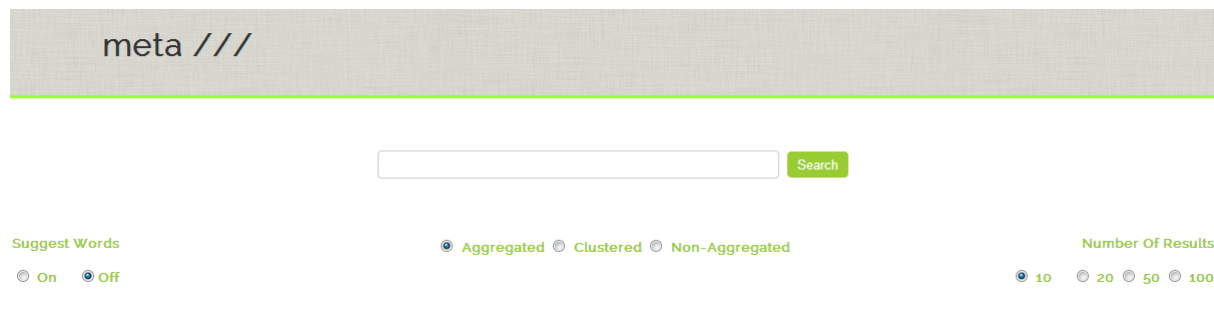 meta ///
Search
Suggest Words
Aggregated Clustered Non-Aggregated
Number Of Results
On Off
10 20 50 100